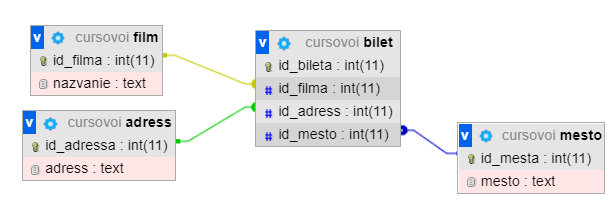 v cursovoi film
id_filma : int(11)
nazvanie : text
v cursovoi adress
id_adressa : int(11)
adress : text
v cursovoi bilet
id_bileta : int(11)
# id_filma : int(11)
# id_adress : int(11)
# id_mesto : int(11)
v cursovoi mesto
id_mesta : int(11)
mesto : text